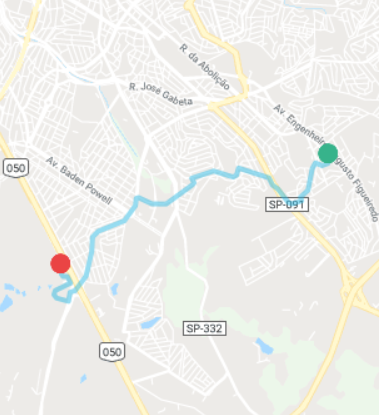 R. da Abolição
R. José Gabeta
Av. Engenheiro Augusto Figueiredo
050
Av. Baden Powell
SP-091
SP-332
050